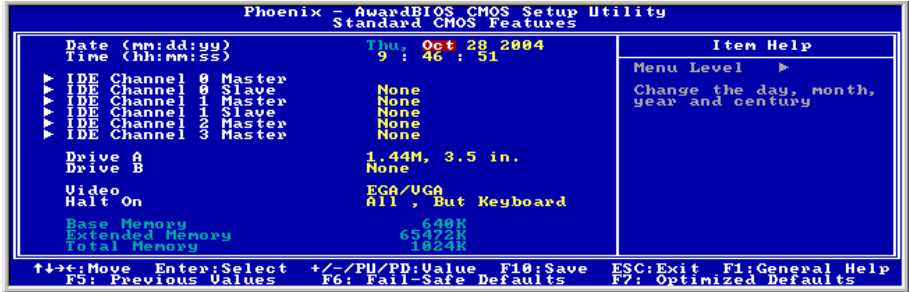 Phoenix - AwardBIOS CMOS Setup Utility
Standard CMOS Features
Date (mm:dd:yy) Thu, Oct 28 2004
Time (hh:mm:ss) 9 : 46 : 51
IDE Channel 0 Master
IDE Channel 0 Slave None
IDE Channel 1 Master None
IDE Channel 1 Slave None
IDE Channel 2 Master None
IDE Channel 3 Master None
Drive A 1.44M, 3.5 in.
Drive B None
Video EGA/VGA
Halt On All , But Keyboard
Base Memory 640K
Extended Memory 65472K
Total Memory 1024K
Item Help
Menu Level ▶
Change the day, month,
year and century
↑↓→←:Move Enter:Select +/-/PU/PD:Value F10:Save ESC:Exit F1:General Help
F5: Previous Values F6: Fail-Safe Defaults F7: Optimized Defaults